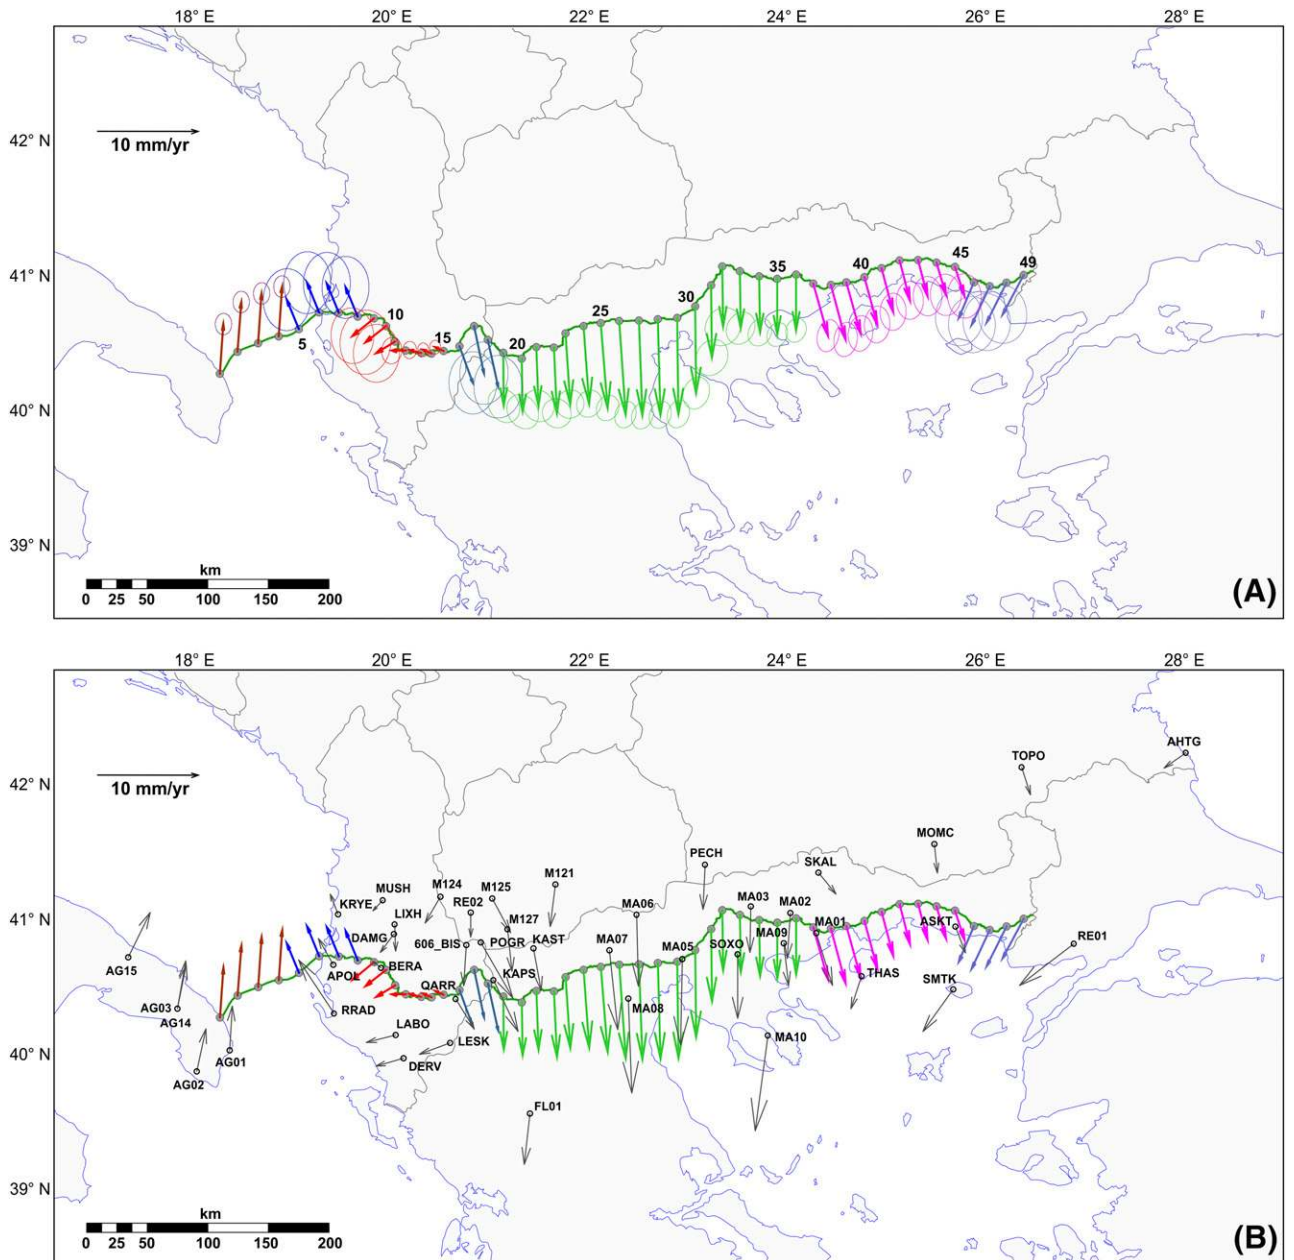 18° E 20° E 22° E 24° E 26° E 28° E
42° N
10 mm/yr
41° N
5 10 15 20 25 30 35 40 45 49
40° N
39° N
km
0 25 50 100 150 200
(A)
18° E 20° E 22° E 24° E 26° E 28° E
AHTG
TOPO
42° N
10 mm/yr
MOMC
PECH
SKAL
M121
MUSH M124 M125
KRYE RE02 MA06 MA03 MA02
41° N
LIXH M127 MA01 ASKT
DAMG 606_BIS POGR KAST MA07 MA05 SOXO MA09 RE01
AG15 APOL BERA KAPS THAS SMTK
QARR
AG03 MA08
RRAD
AG14
LABO MA10
LESK
40° N
AG01
DERV
AG02
FL01
39° N
km
0 25 50 100 150 200
(B)